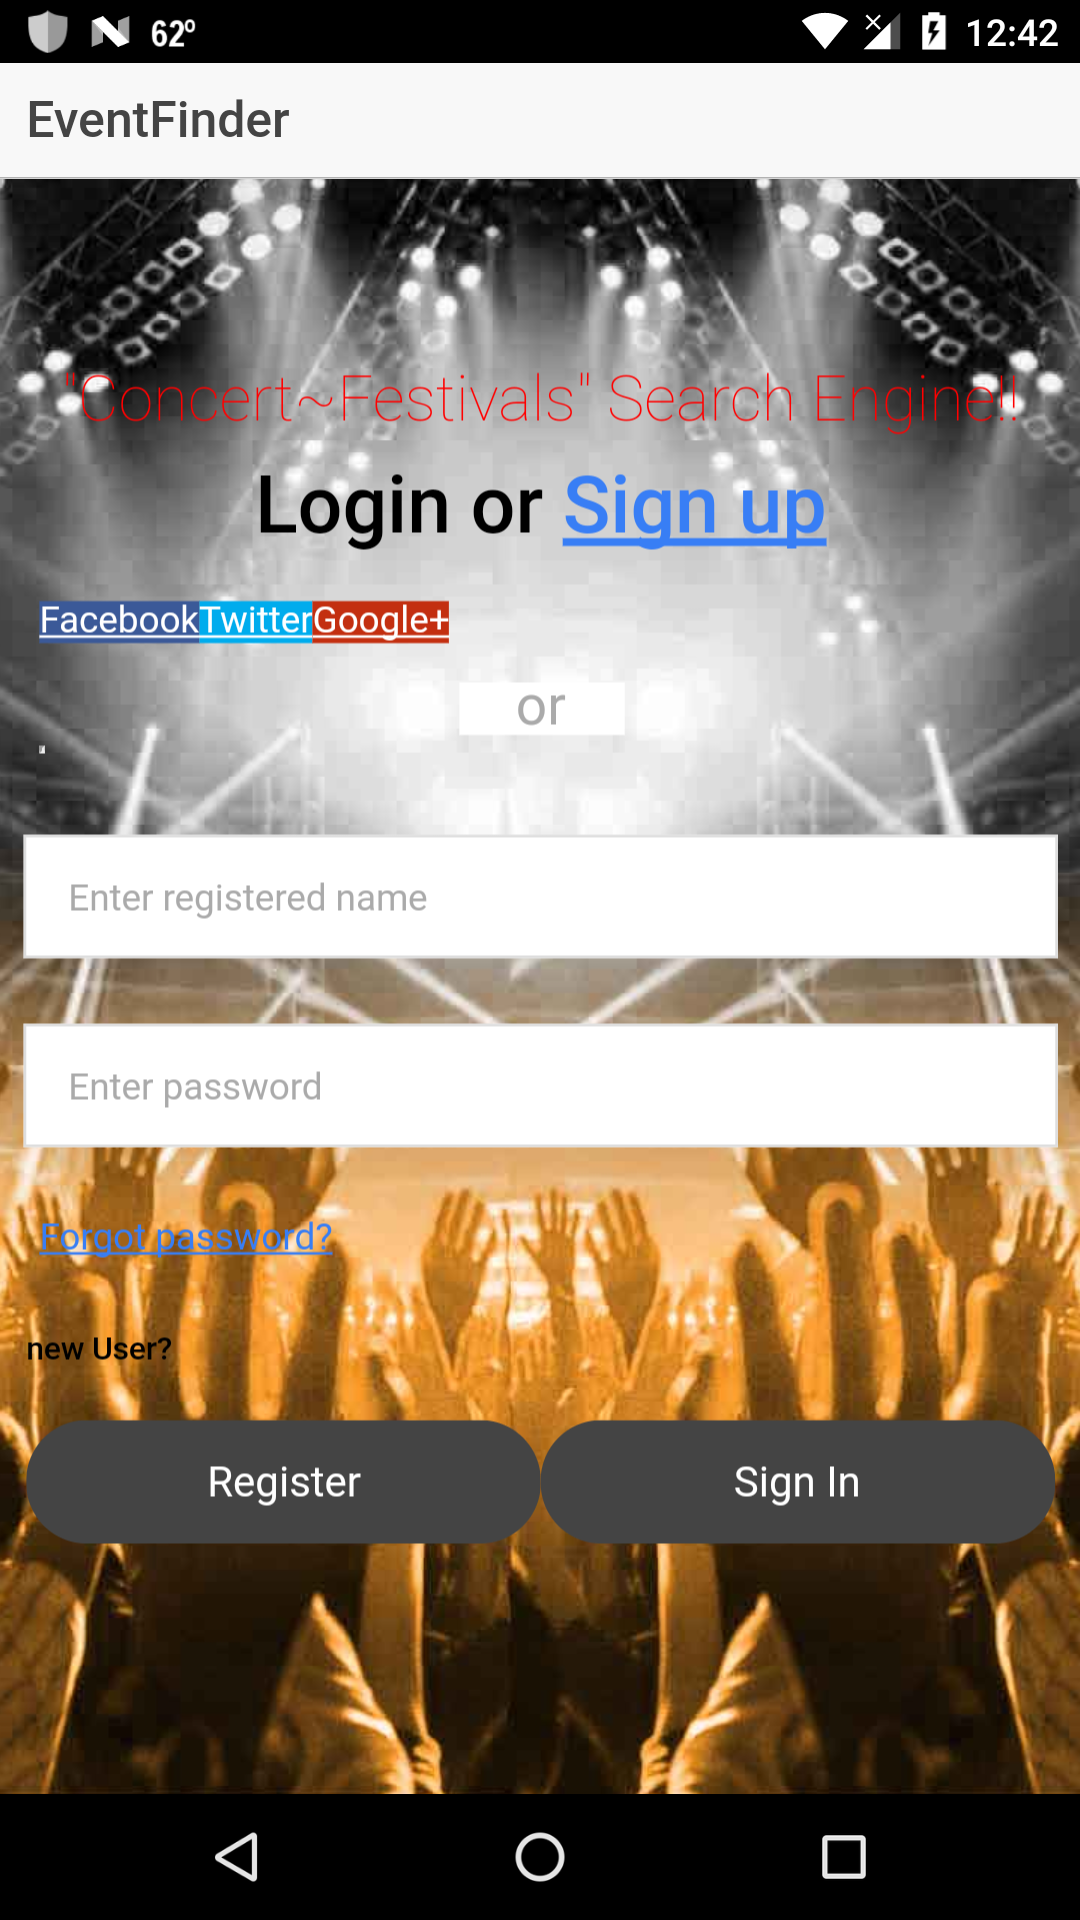 62º 12:42
EventFinder
"Concert~Festivals" Search Engine!!
Login or Sign up
FacebookTwitterGoogle+
or
Enter registered name
Enter password
Forgot password?
new User?
Register Sign In